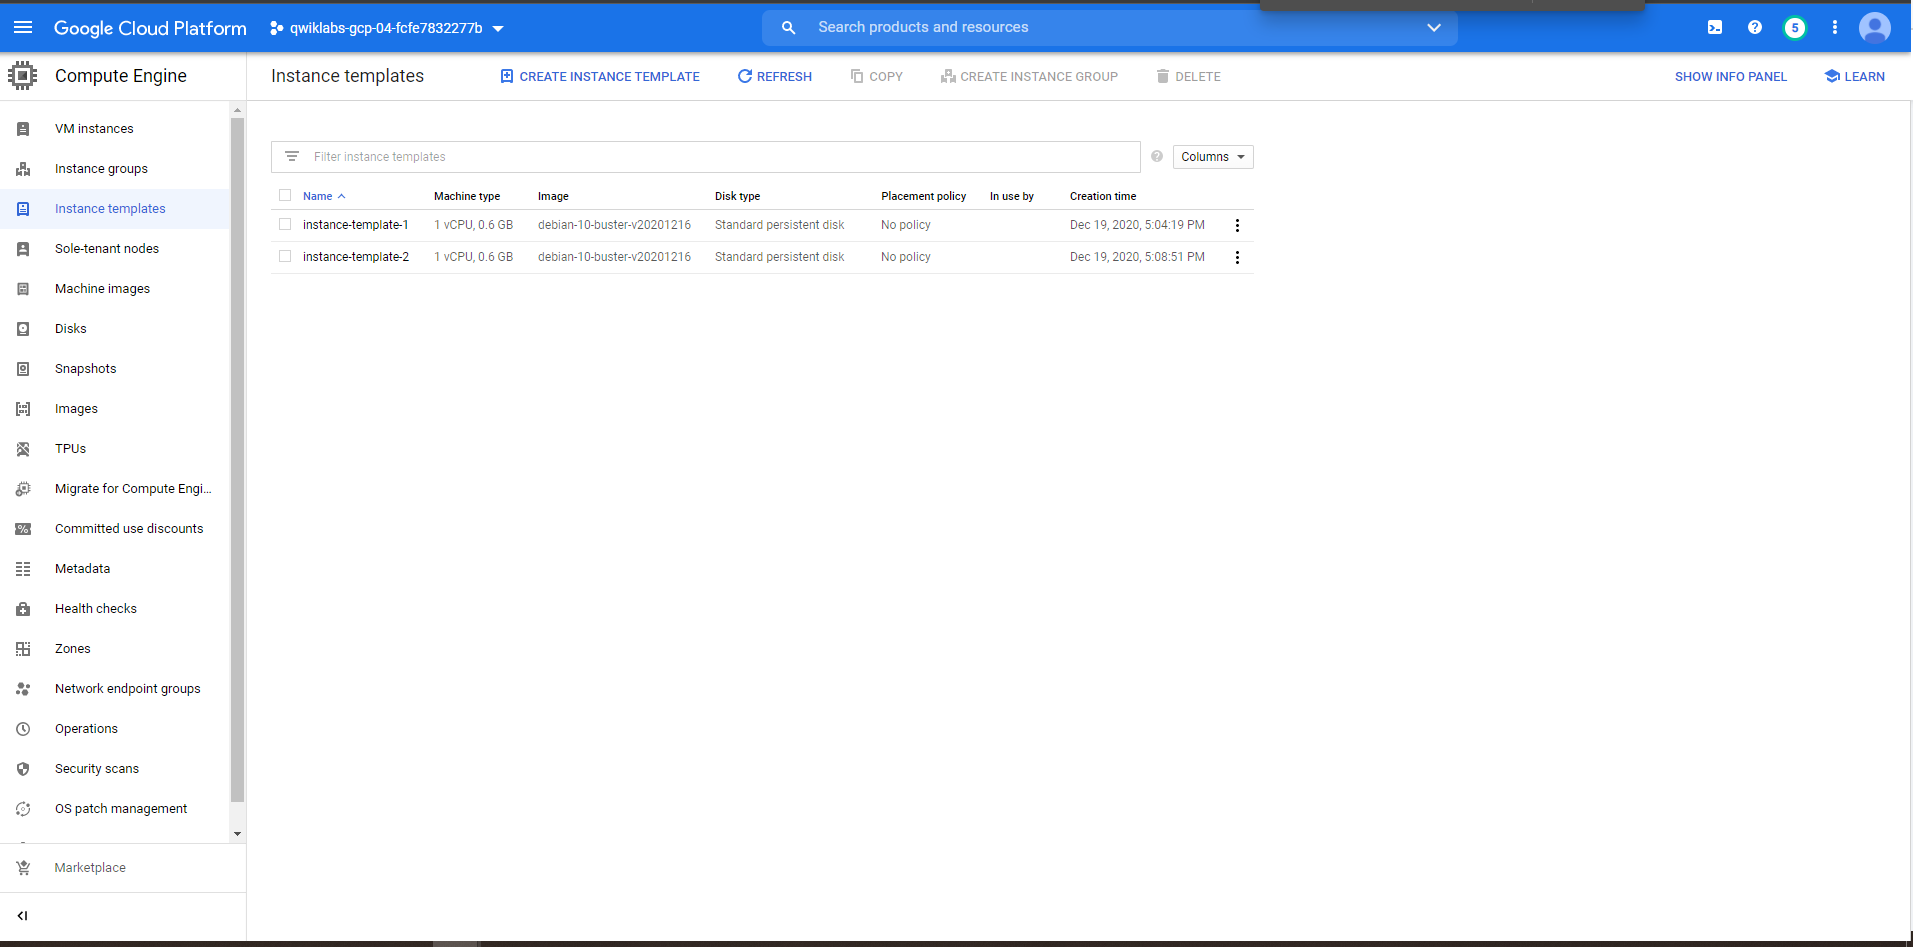 Google Cloud Platform qwiklabs-gcp-04-fcfe7832277b Search products and resources 5
Compute Engine Instance templates CREATE INSTANCE TEMPLATE REFRESH COPY CREATE INSTANCE GROUP DELETE SHOW INFO PANEL LEARN
VM instances
Instance groups
Instance templates
Sole-tenant nodes
Machine images
Disks
Snapshots
Images
TPUs
Migrate for Compute Engi...
Committed use discounts
Metadata
Health checks
Zones
Network endpoint groups
Operations
Security scans
OS patch management
Marketplace
Filter instance templates Columns
Name Machine type Image Disk type Placement policy In use by Creation time
instance-template-1 1 vCPU, 0.6 GB debian-10-buster-v20201216 Standard persistent disk No policy Dec 19, 2020, 5:04:19 PM
instance-template-2 1 vCPU, 0.6 GB debian-10-buster-v20201216 Standard persistent disk No policy Dec 19, 2020, 5:08:51 PM